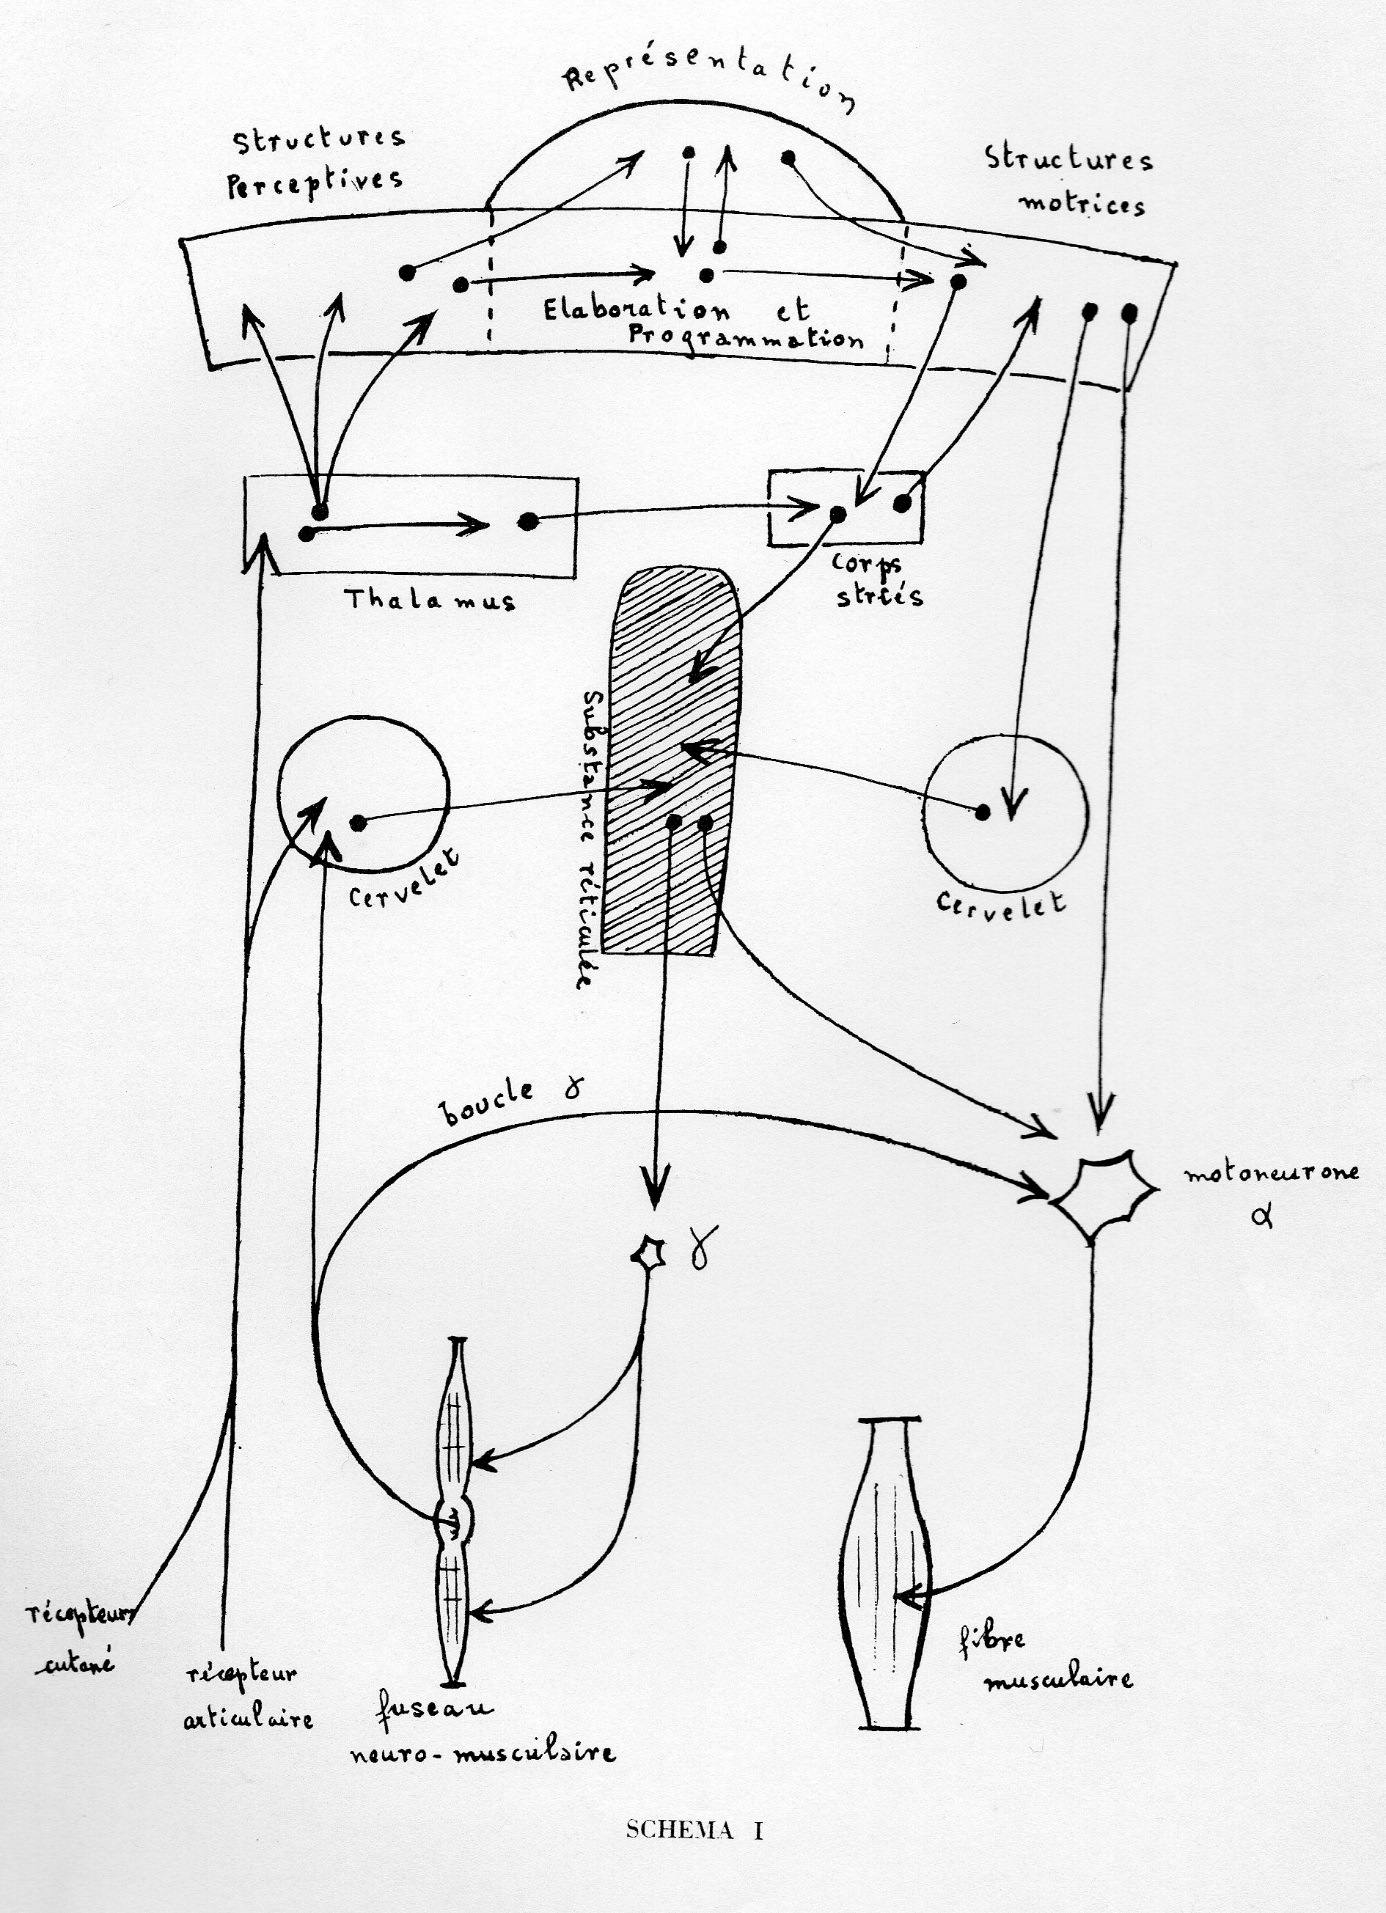 Représentation
Structures
Perceptives
Structures
motrices
Elaboration et
Programmation
Thalamus
Corps
striés
Substance réticulée
Cervelet
Cervelet
boucle γ
motoneurone
α
γ
récepteur
cutané
récepteur
articulaire
fuseau
neuro-musculaire
fibre
musculaire
SCHEMA I